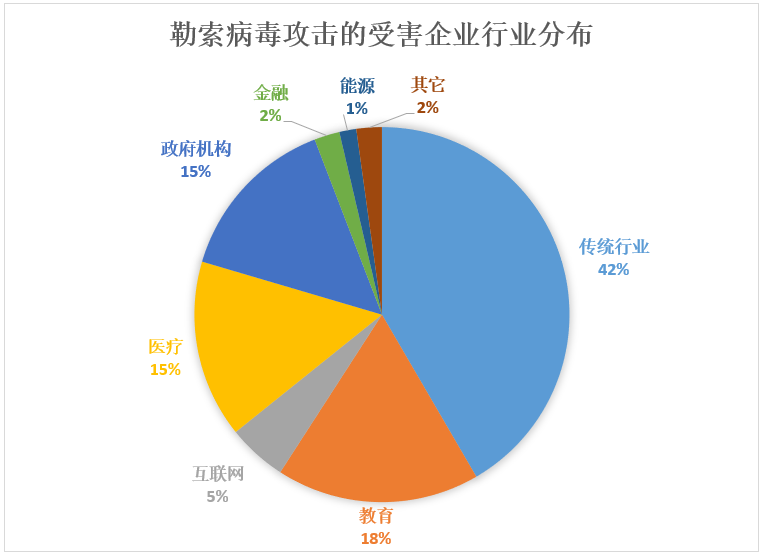 勒索病毒攻击的受害企业行业分布
金融
2%
能源
1%
其它
2%
政府机构
15%
传统行业
42%
医疗
15%
互联网
5%
教育
18%